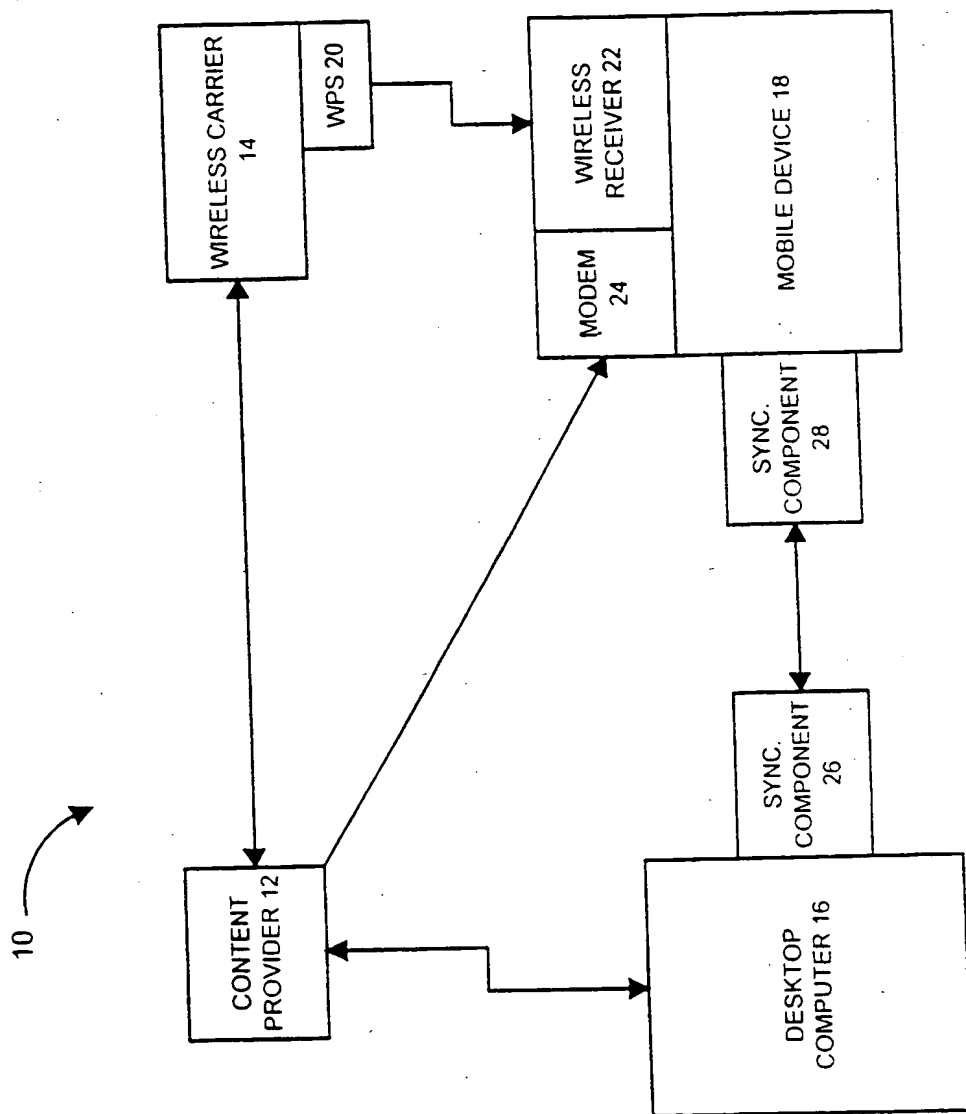 10
CONTENT
PROVIDER 12
WIRELESS CARRIER
14
WPS 20
MODEM
24
WIRELESS
RECEIVER 22
MOBILE DEVICE 18
SYNC.
COMPONENT
28
SYNC.
COMPONENT
26
DESKTOP
COMPUTER 16